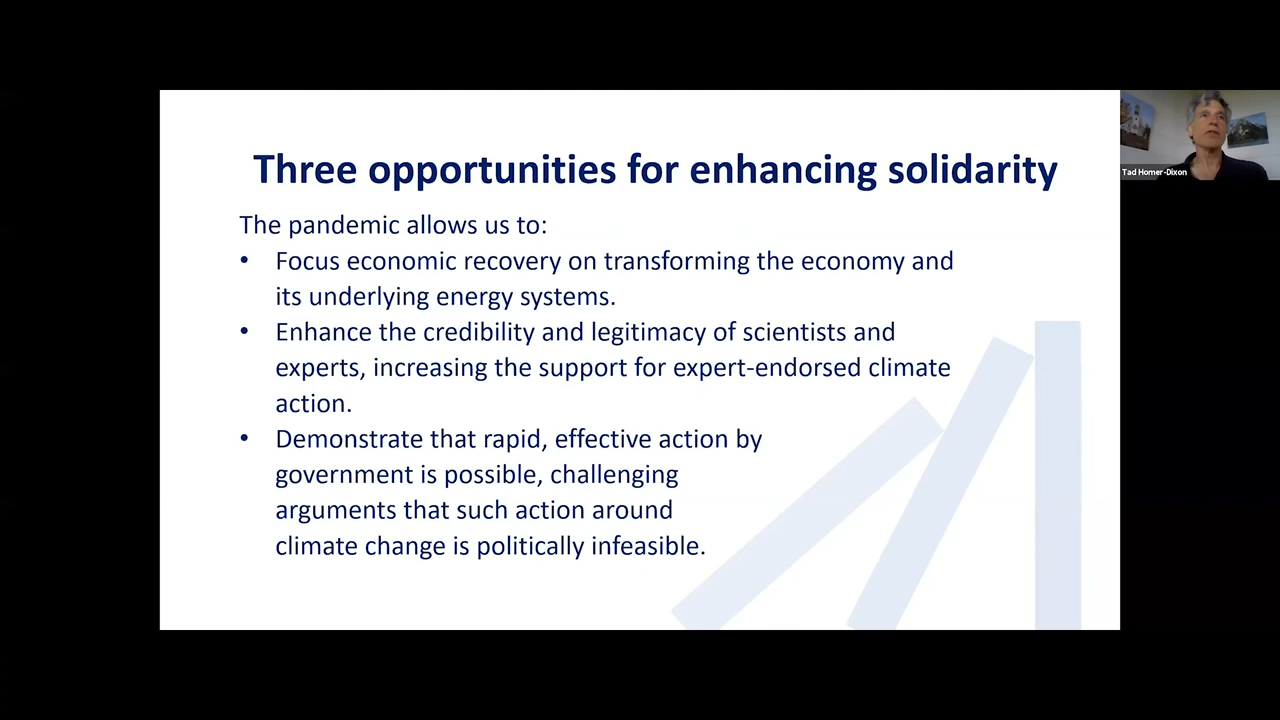 Three opportunities for enhancing solidarity
The pandemic allows us to:
• Focus economic recovery on transforming the economy and
its underlying energy systems.
• Enhance the credibility and legitimacy of scientists and
experts, increasing the support for expert-endorsed climate
action.
• Demonstrate that rapid, effective action by
government is possible, challenging
arguments that such action around
climate change is politically infeasible.
Tad Homer-Dixon